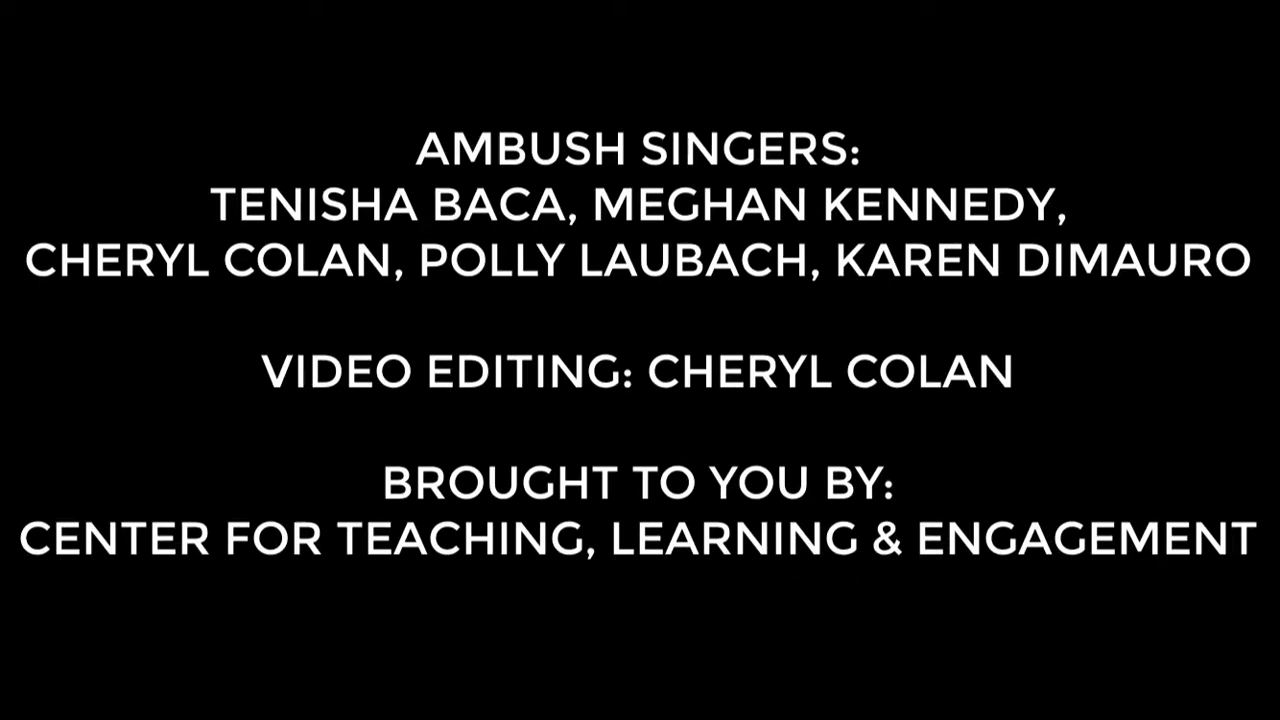 AMBUSH SINGERS:
TENISHA BACA, MEGHAN KENNEDY,
CHERYL COLAN, POLLY LAUBACH, KAREN DIMAURO
VIDEO EDITING: CHERYL COLAN
BROUGHT TO YOU BY:
CENTER FOR TEACHING, LEARNING & ENGAGEMENT